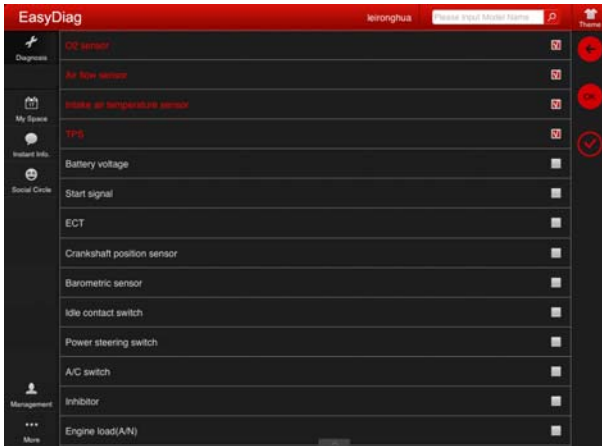 EasyDiag
leironghua
Please Input Model Name
Theme
Diagnosis
My Space
Instant Info.
Social Circle
Management
More
O2 sensor
Air flow sensor
Intake air temperature sensor
TPS
Battery voltage
Start signal
ECT
Crankshaft position sensor
Barometric sensor
Idle contact switch
Power steering switch
A/C switch
Inhibitor
Engine load(A/N)
OK